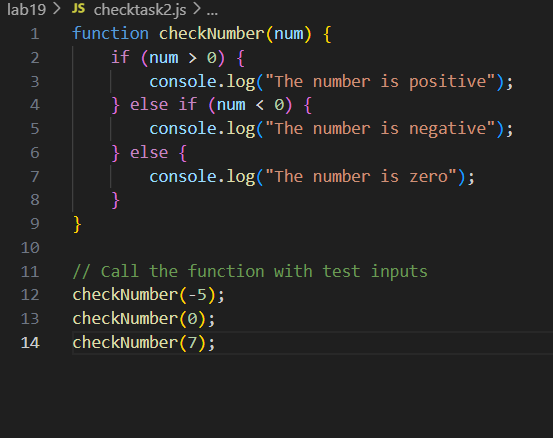 lab19 > JS checktask2.js > ...
1 function checkNumber(num) {
2     if (num > 0) {
3         console.log("The number is positive");
4     } else if (num < 0) {
5         console.log("The number is negative");
6     } else {
7         console.log("The number is zero");
8     }
9 }
10
11 // Call the function with test inputs
12 checkNumber(-5);
13 checkNumber(0);
14 checkNumber(7);